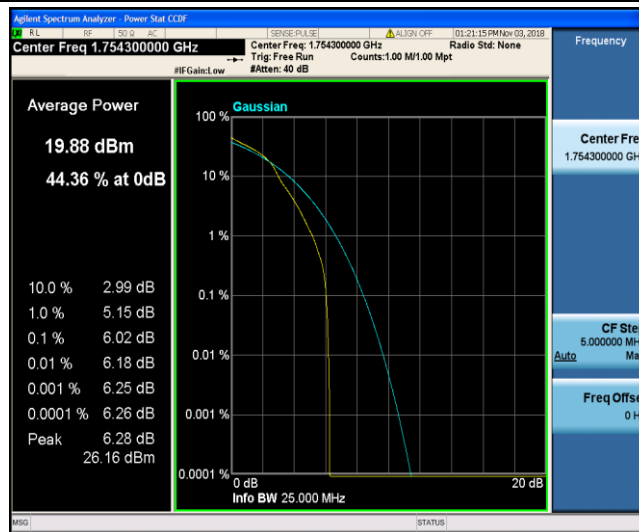 Agilent Spectrum Analyzer - Power Stat CCDF
RL RF 50 Ω AC SENSE:PULSE ALIGN OFF 01:21:15 PM Nov 03, 2018
Center Freq 1.754300000 GHz
Center Freq: 1.754300000 GHz Radio Std: None
Trig: Free Run Counts:1.00 M/1.00 Mpt
#IFGain:Low #Atten: 40 dB
Frequency
Average Power
19.88 dBm
44.36 % at 0dB
10.0 % 2.99 dB
1.0 % 5.15 dB
0.1 % 6.02 dB
0.01 % 6.18 dB
0.001 % 6.25 dB
0.0001 % 6.26 dB
Peak 6.28 dB
26.16 dBm
Gaussian
100 %
10 %
1 %
0.1 %
0.01 %
0.001 %
0.0001 %
0 dB 20 dB
Info BW 25.000 MHz
Center Fre
1.754300000 GH
CF Ste
5.000000 MH
Auto Ma
Freq Offse
0 H
MSG STATUS